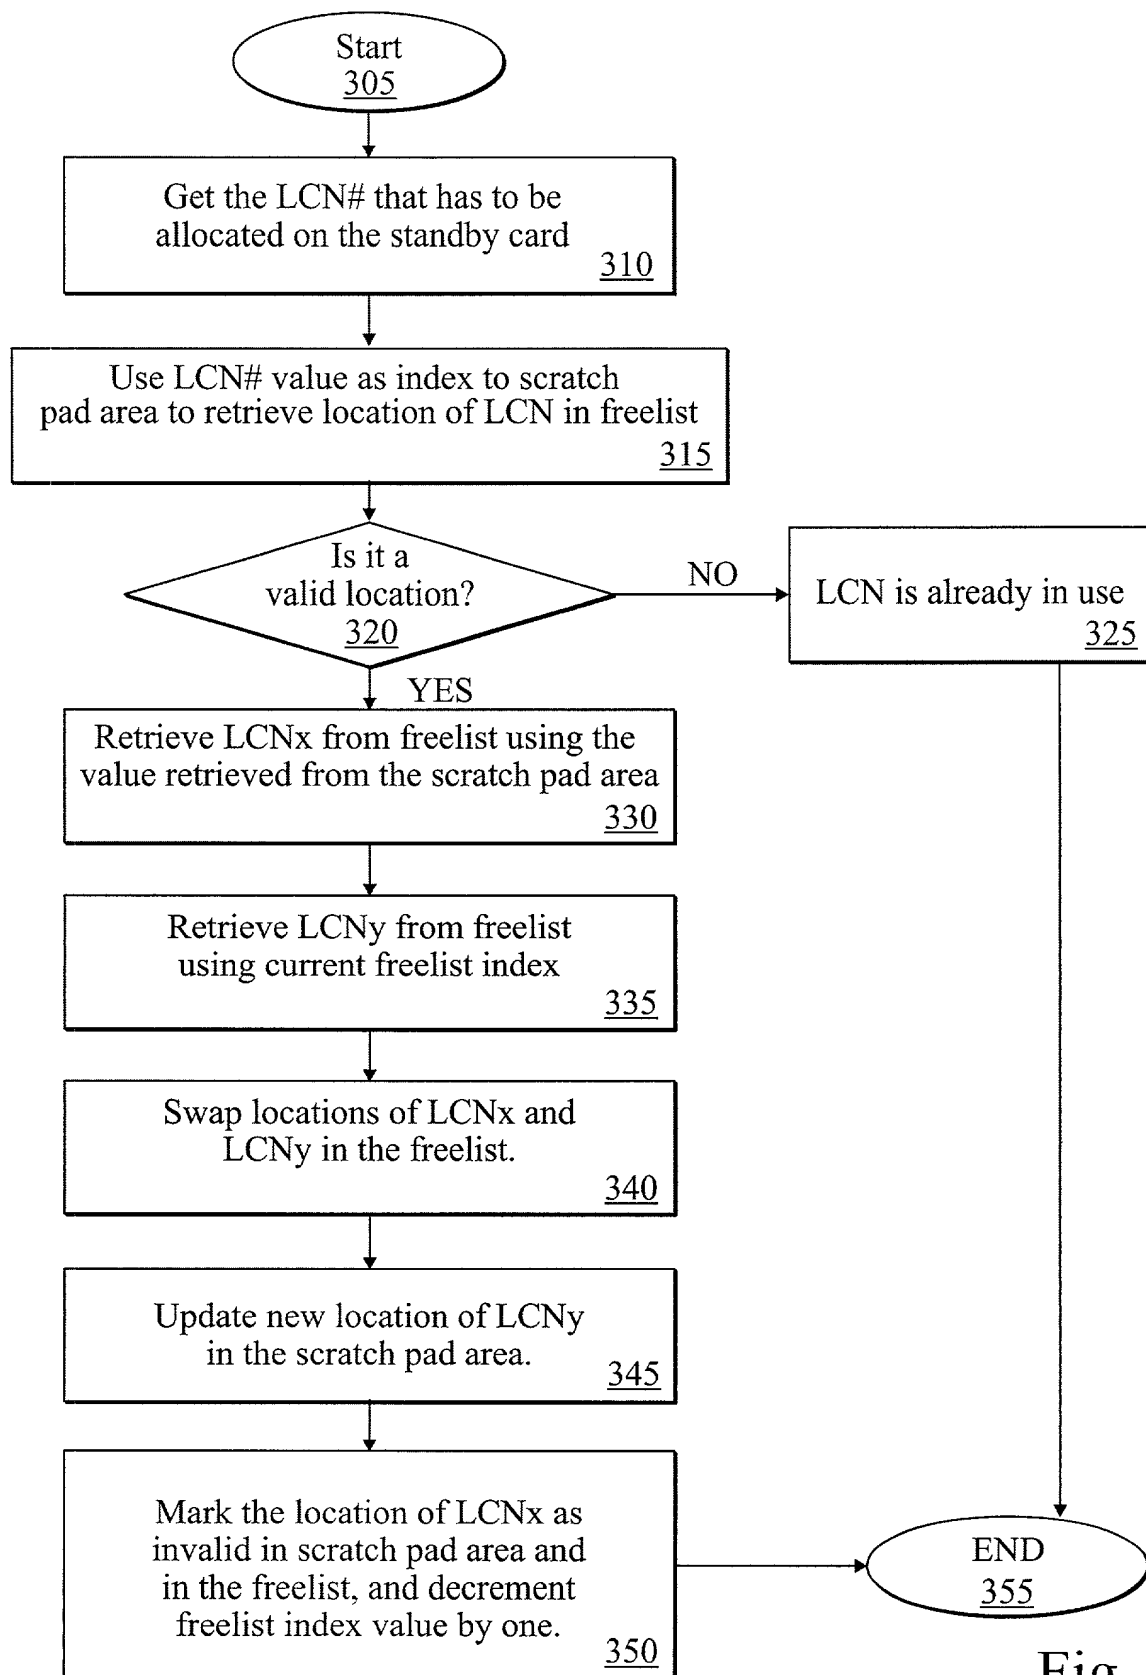 Start
305
Get the LCN# that has to be
allocated on the standby card
310
Use LCN# value as index to scratch
pad area to retrieve location of LCN in freelist
315
Is it a
valid location?
320
NO
LCN is already in use
325
YES
Retrieve LCNx from freelist using the
value retrieved from the scratch pad area
330
Retrieve LCNy from freelist
using current freelist index
335
Swap locations of LCNx and
LCNy in the freelist.
340
Update new location of LCNy
in the scratch pad area.
345
Mark the location of LCNx as
invalid in scratch pad area and
in the freelist, and decrement
freelist index value by one.
350
END
355
Fig